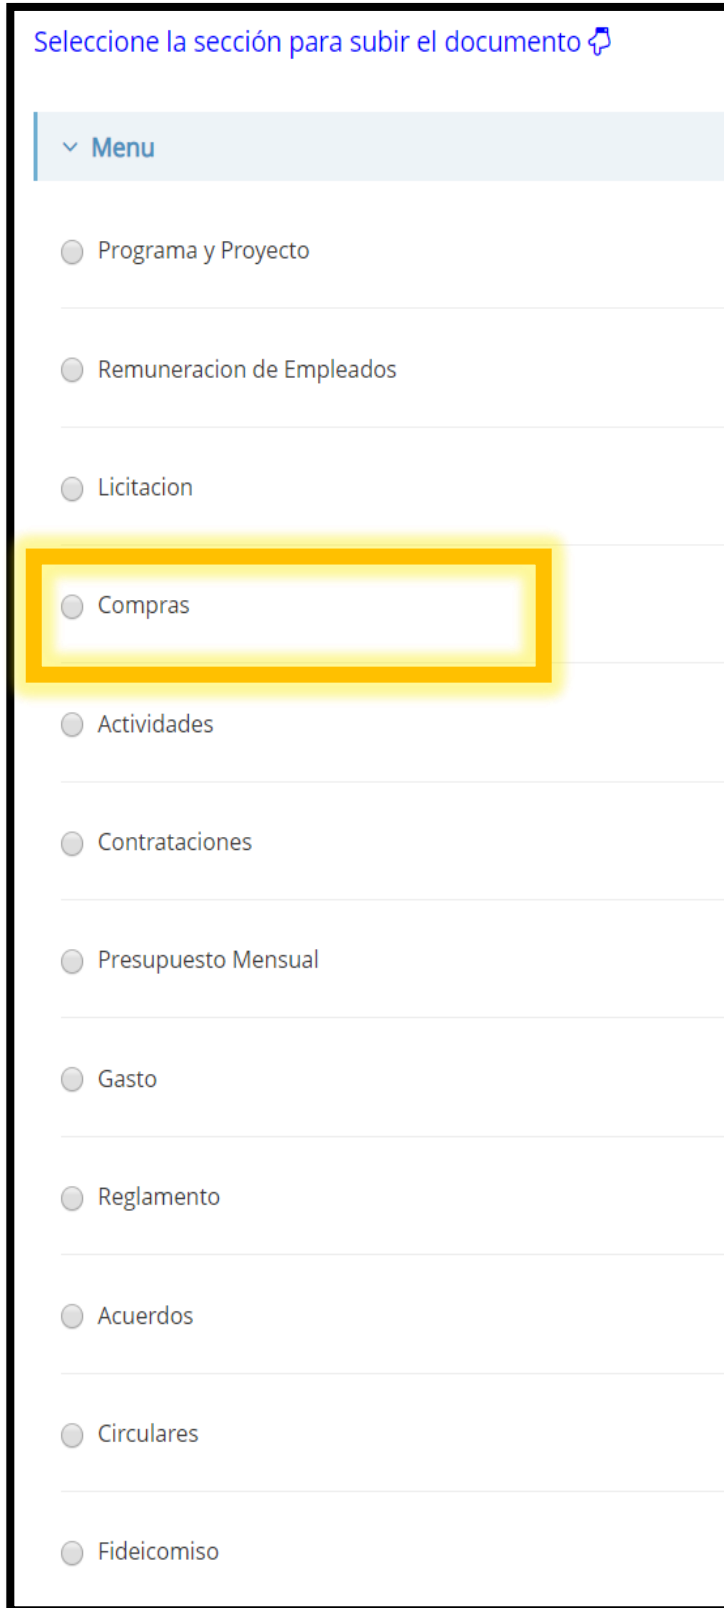 Seleccione la sección para subir el documento
Menu
Programa y Proyecto
Remuneracion de Empleados
Licitacion
Compras
Actividades
Contrataciones
Presupuesto Mensual
Gasto
Reglamento
Acuerdos
Circulares
Fideicomiso